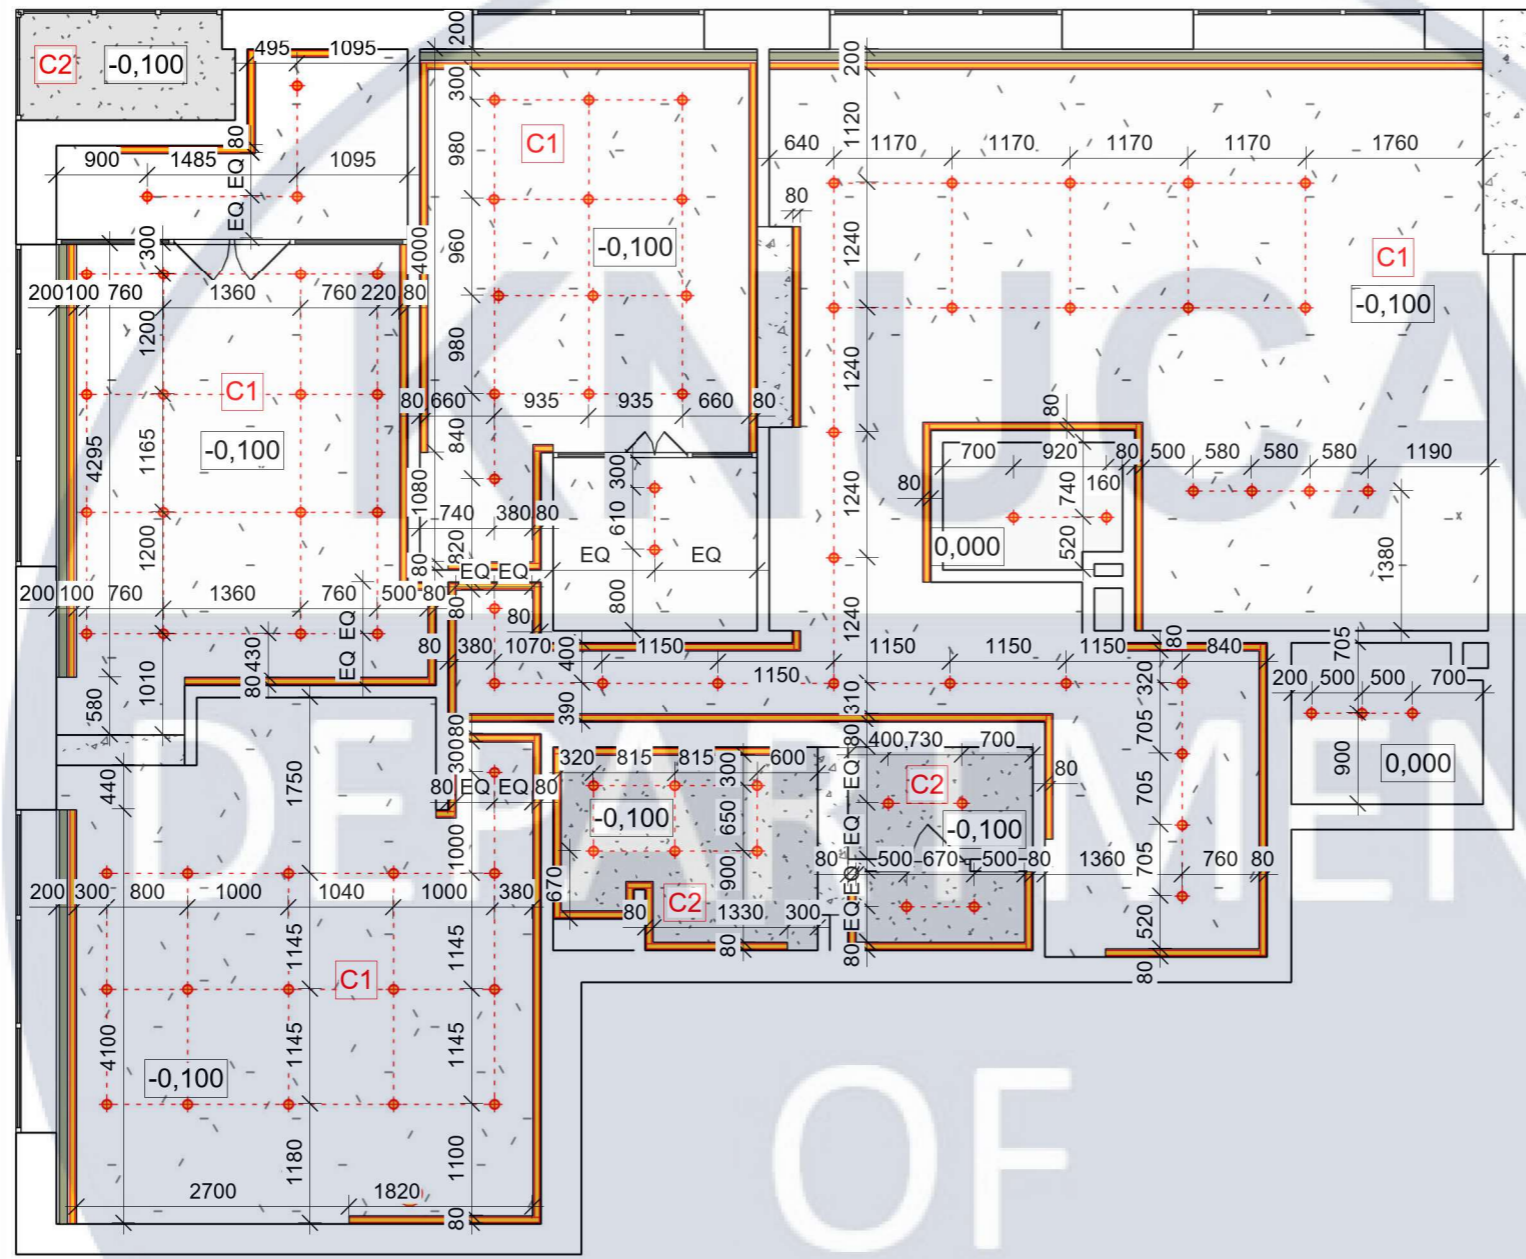 200
C2 -0,100 495 1095 200
300
C1 1120
900 1485 80 1095 980 640 1170 1170 1170 1170 1760
EQ EQ
80
300 4000 960 -0,100 1240 C1
200 100 760 1360 760 220 80 -0,100
1200 980 1240
C1 80 660 935 935 660 80 80
-0,100 840
4295 1165 1080 300 700 920 80 500 580 580 580 1190
740 380 80 610 1240 80 740 160
1200 820 EQ EQ 520 0,000 1380
80 EQ EQ
200 100 760 1360 760 500 80 80 800 1240
EQ EQ 80 400 80 705
430 80 380 1070 1150 1150 1150 1150 1150 840
80 1010 580 390 310 320 200 500 500 700
KNUCA
440 1750 80 300 80 705 900 0,000
320 815 815 300 600 EQ 400 730 700 80
80 EQ EQ 80 -0,100 650 C2 -0,100 EQ 705
1000 900 80 500 670 500 80 1360 705 760 80
200 300 800 1000 1040 1000 380 670 C2 EQ EQ
80 1330 300 520
DEPARTMEN
1145 1145 80 80 80
C1
4100 1145 1145
-0,100
1180 1100
2700 1820 80
OF